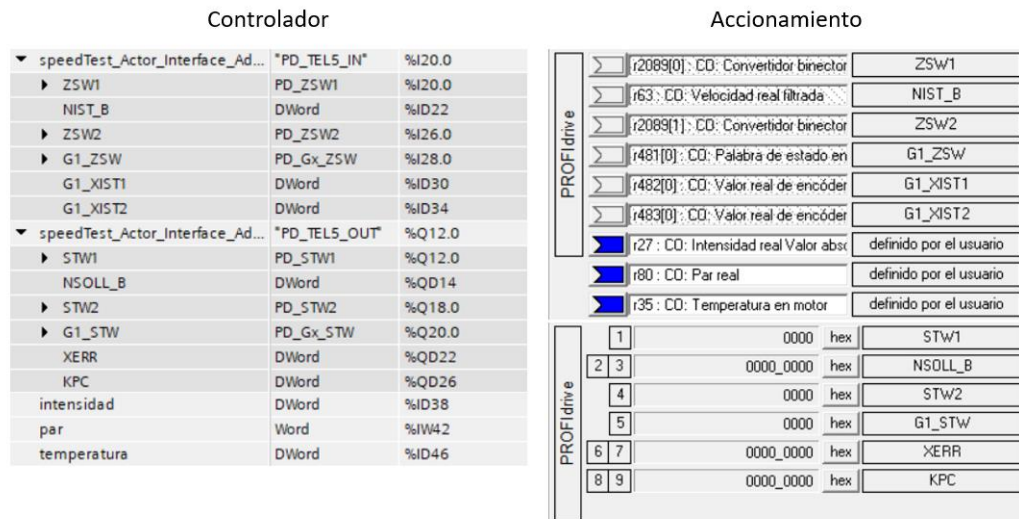 Controlador
Accionamiento
speedTest_Actor_Interface_Ad... "PD_TEL5_IN" %I20.0
ZSW1 PD_ZSW1 %I20.0
NIST_B DWord %ID22
ZSW2 PD_ZSW2 %I26.0
G1_ZSW PD_Gx_ZSW %I28.0
G1_XIST1 DWord %ID30
G1_XIST2 DWord %ID34
speedTest_Actor_Interface_Ad... "PD_TEL5_OUT" %Q12.0
STW1 PD_STW1 %Q12.0
NSOLL_B DWord %QD14
STW2 PD_STW2 %Q18.0
G1_STW PD_Gx_STW %Q20.0
XERR DWord %QD22
KPC DWord %QD26
intensidad DWord %ID38
par Word %IW42
temperatura DWord %ID46
PROFIdrive
r2089[0] : CO: Convertidor binector ZSW1
r63 : CO: Velocidad real filtrada NIST_B
r2089[1] : CO: Convertidor binector ZSW2
r481[0] : CO: Palabra de estado en G1_ZSW
r482[0] : CO: Valor real de encóder G1_XIST1
r483[0] : CO: Valor real de encóder G1_XIST2
r27 : CO: Intensidad real Valor abso definido por el usuario
r80 : CO: Par real definido por el usuario
r35 : CO: Temperatura en motor definido por el usuario
PROFIdrive
1 0000 hex STW1
2 3 0000_0000 hex NSOLL_B
4 0000 hex STW2
5 0000 hex G1_STW
6 7 0000_0000 hex XERR
8 9 0000_0000 hex KPC